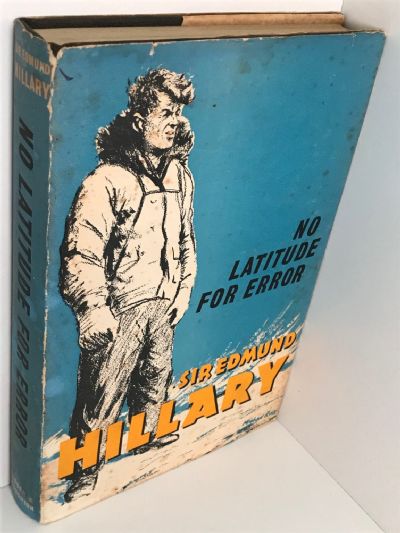 SIR EDMUND
HILLARY
NO LATITUDE FOR ERROR
NO
LATITUDE
FOR ERROR
SIR EDMUND
HILLARY